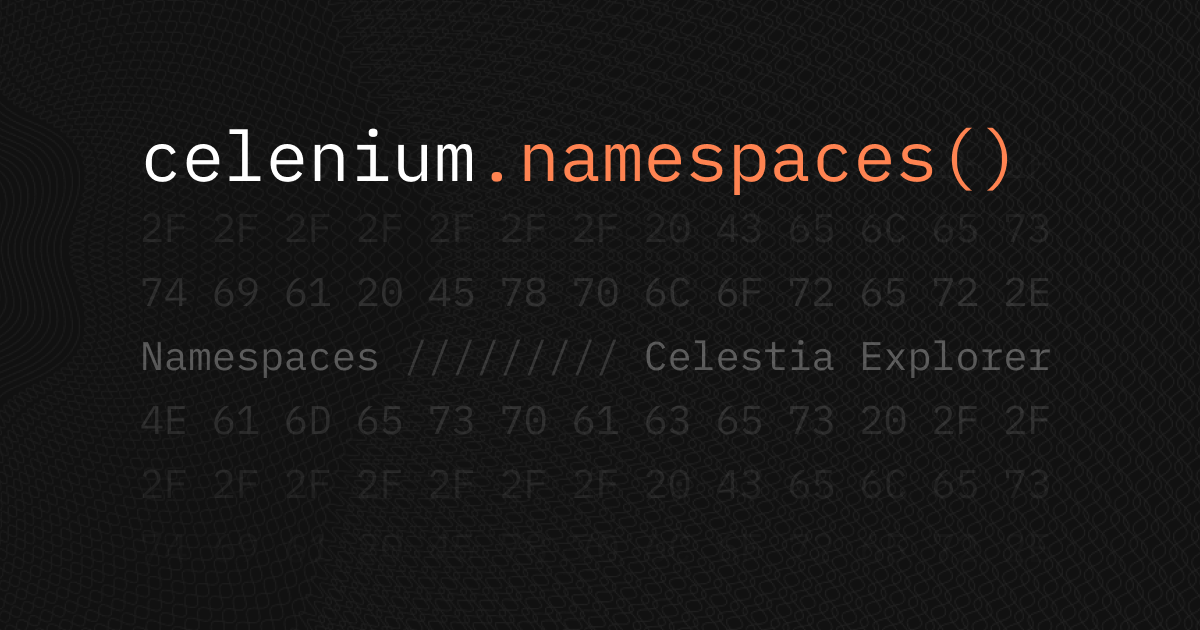 celenium.namespaces()
2F 2F 2F 2F 2F 2F 2F 20 43 65 6C 65 73
74 69 61 20 45 78 70 6C 6F 72 65 72 2E
Namespaces ///////// Celestia Explorer
4E 61 6D 65 73 70 61 63 65 73 20 2F 2F
2F 2F 2F 2F 2F 2F 2F 20 43 65 6C 65 73